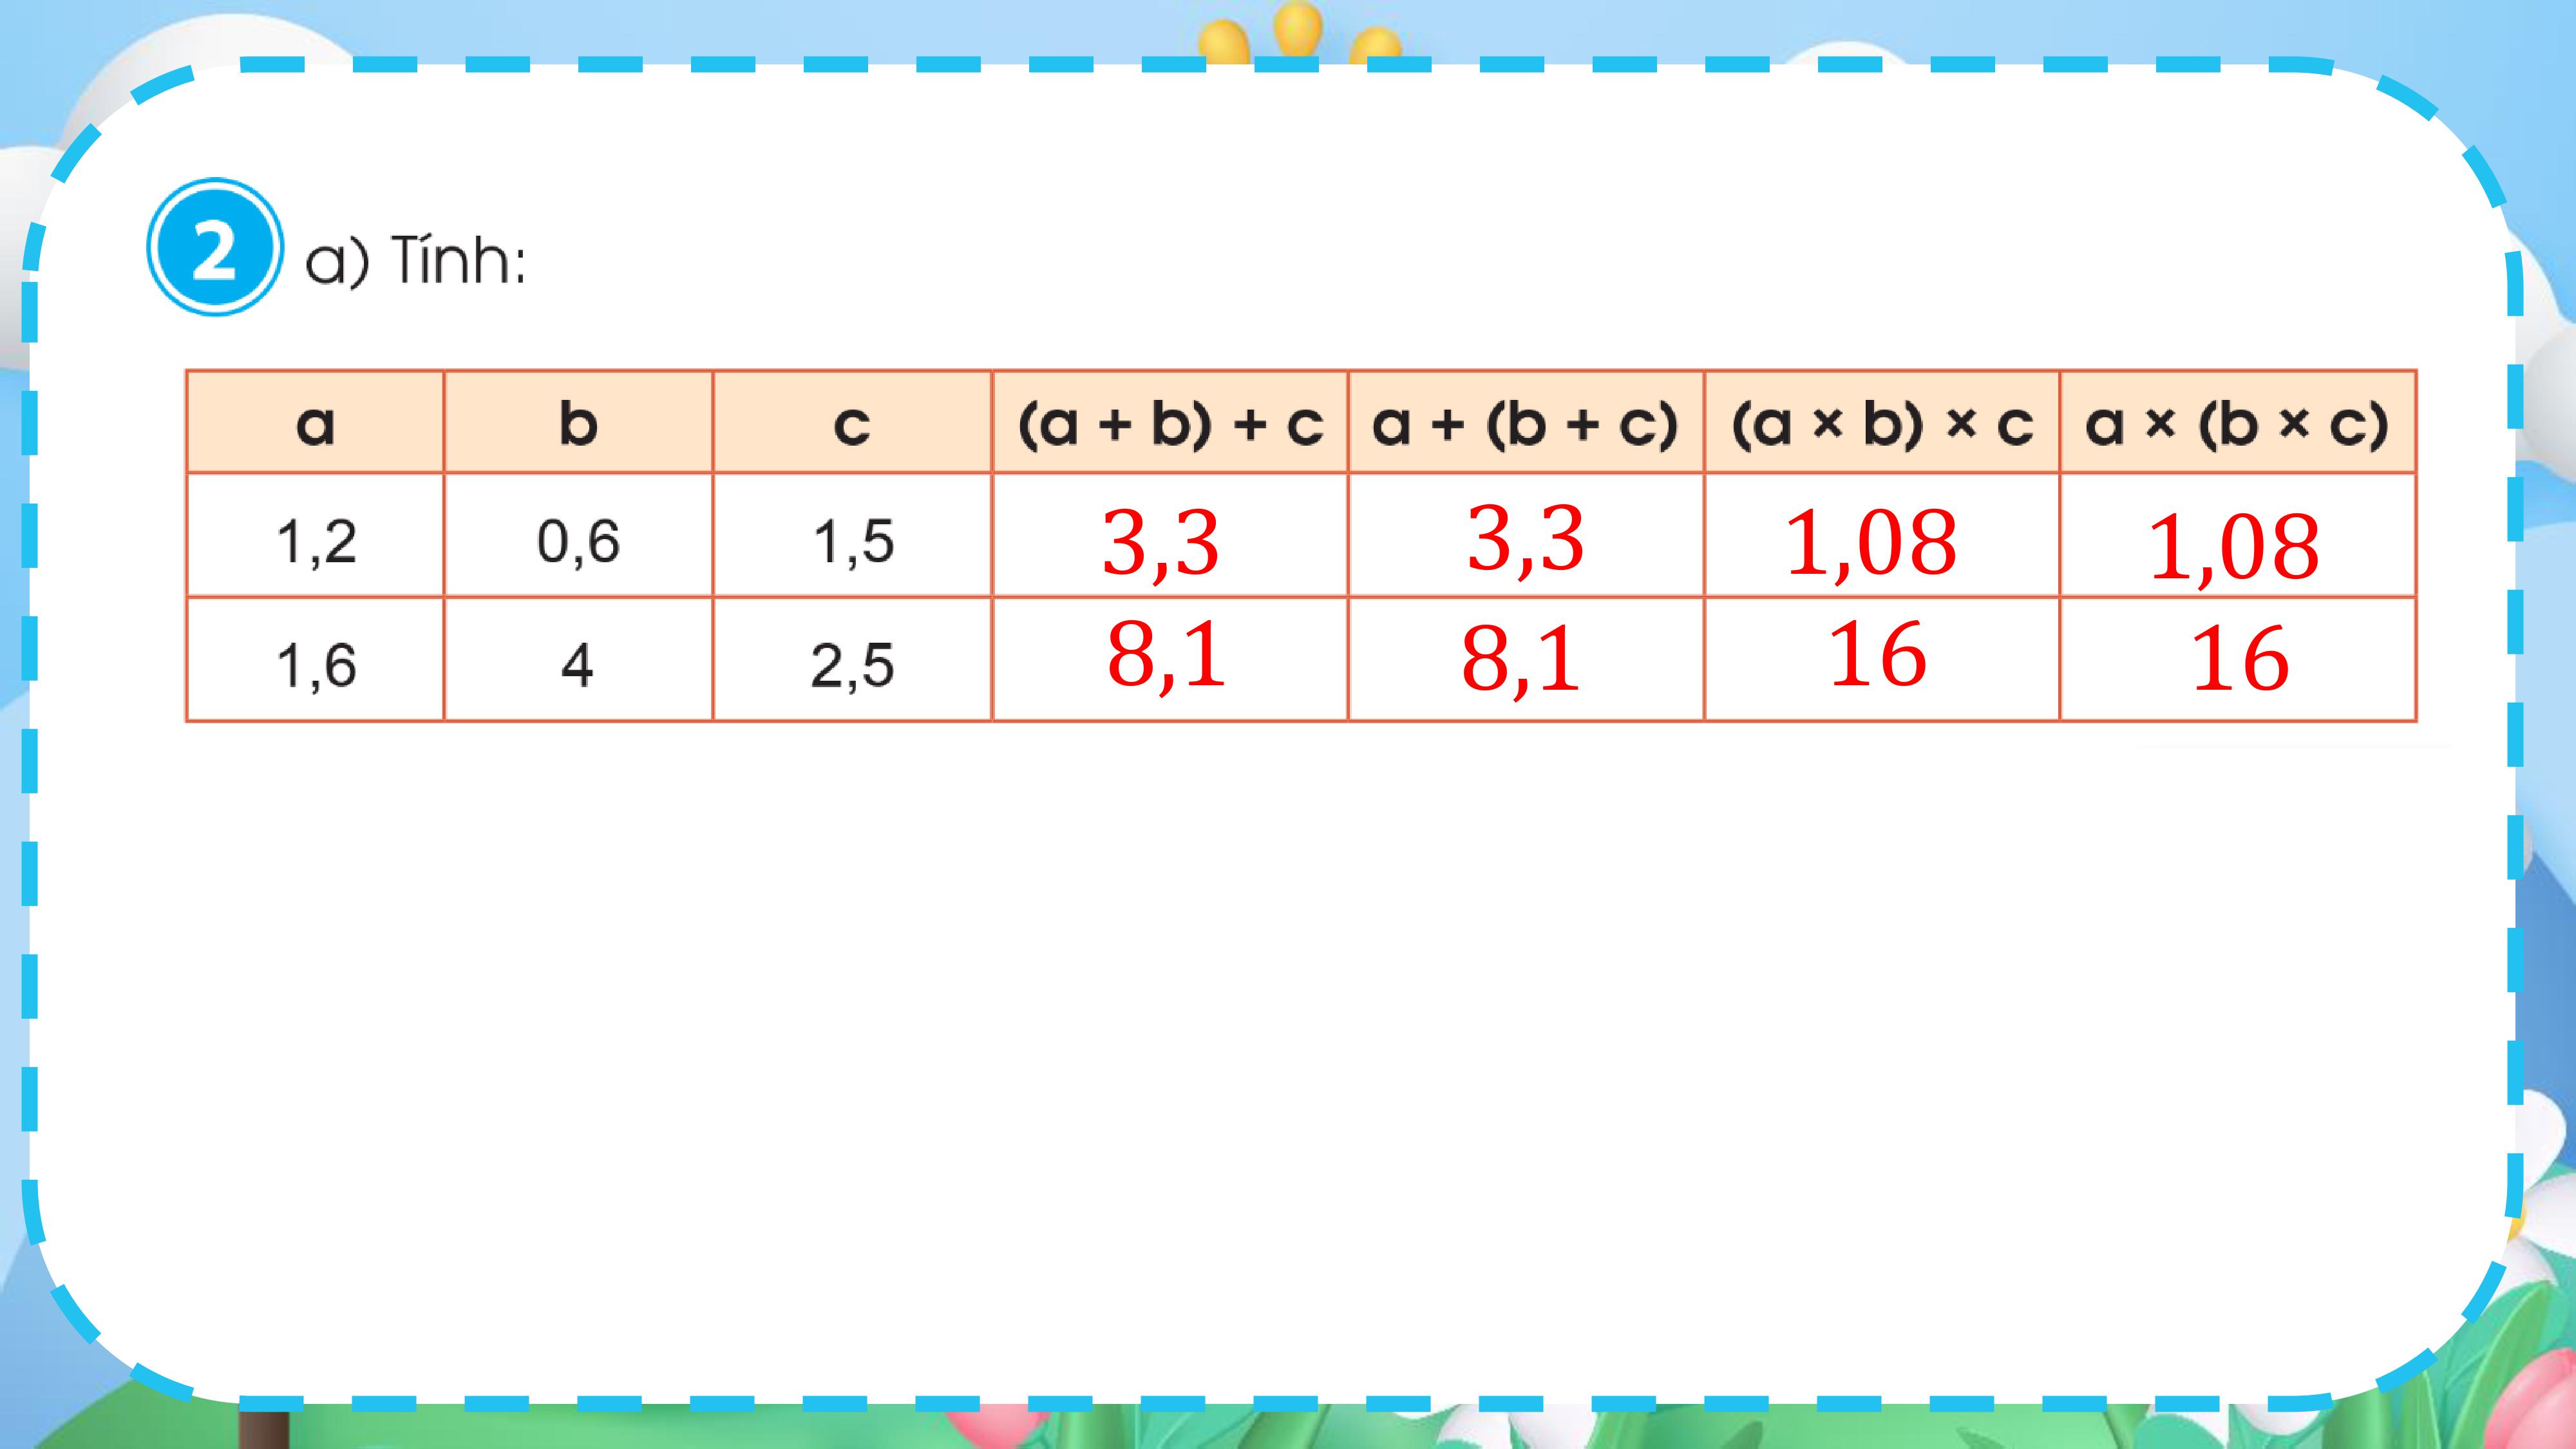 2 a) Tính:
a b c (a + b) + c a + (b + c) (a × b) × c a × (b × c)
1,2 0,6 1,5 3,3 3,3 1,08 1,08
1,6 4 2,5 8,1 8,1 16 16